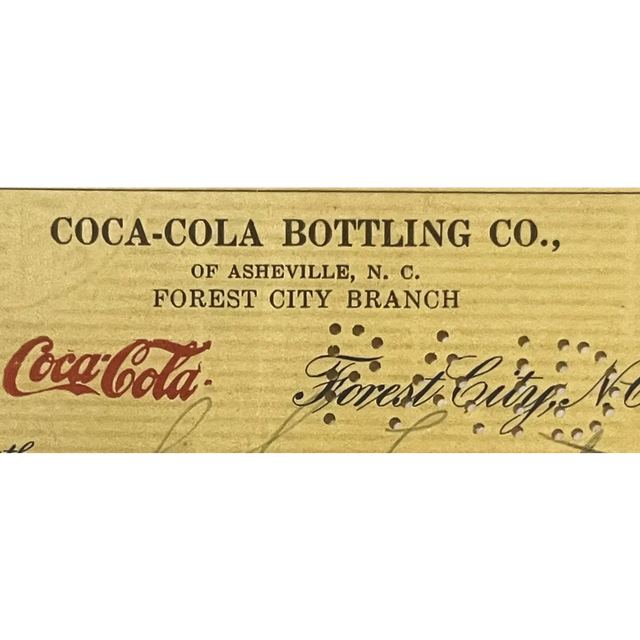 COCA-COLA BOTTLING CO.,
OF ASHEVILLE, N. C.
FOREST CITY BRANCH
Coca-Cola Forest City, N.C